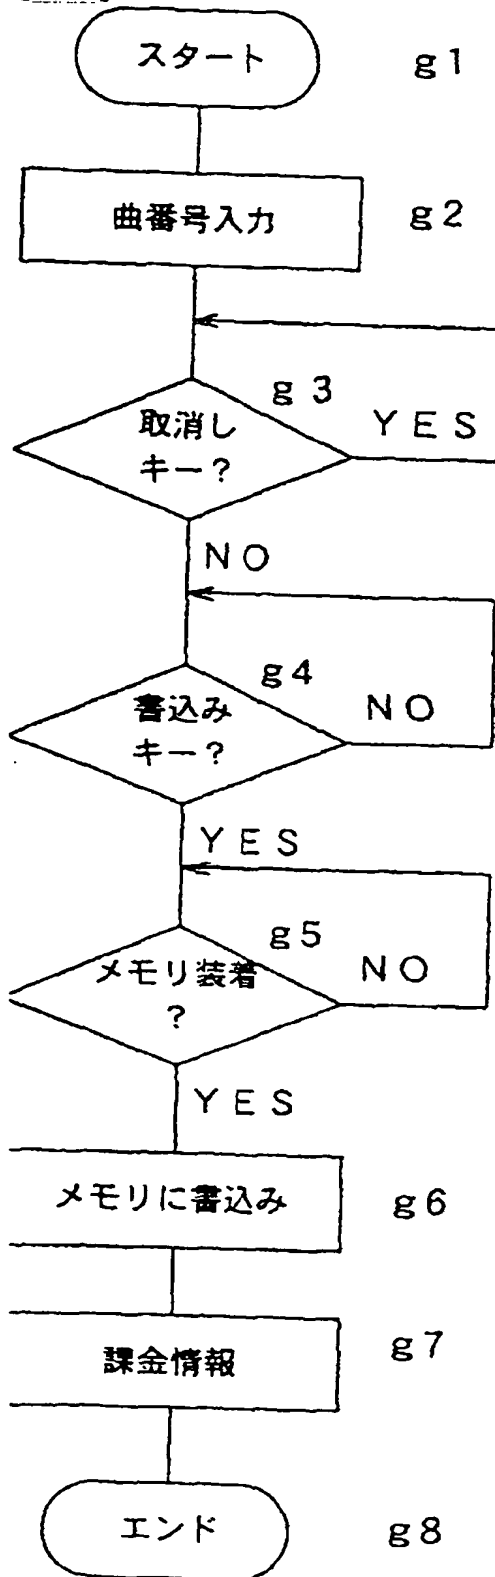 スタート g1
曲番号入力 g2
g3
取消し YES
キー?
NO
g4
書込み NO
キー?
YES
g5
メモリ装着 NO
?
YES
メモリに書込み g6
課金情報 g7
エンド g8